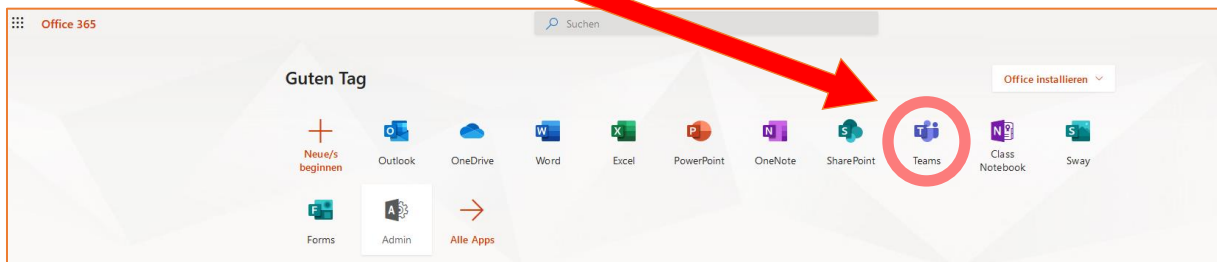 Office 365
Suchen
Guten Tag
Office installieren
Neue/s
beginnen
Outlook
OneDrive
Word
Excel
PowerPoint
OneNote
SharePoint
Teams
Class
Notebook
Sway
Forms
Admin
Alle Apps